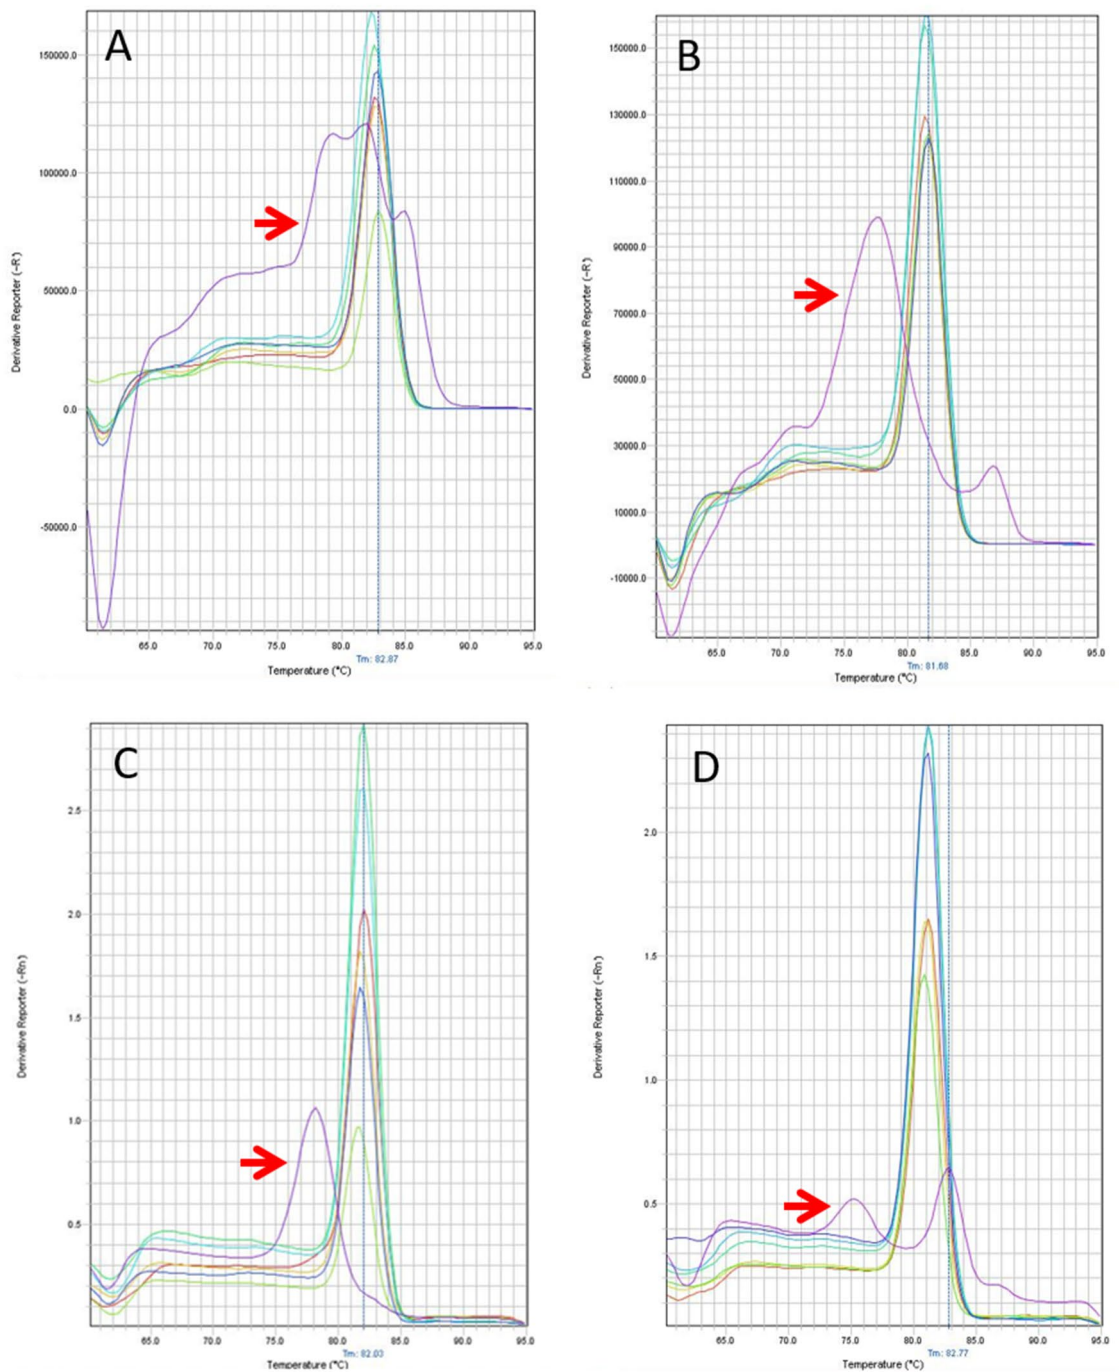 A
150000.0
100000.0
50000.0
0.0
-50000.0
Derivative Reporter (-R')
65.0 70.0 75.0 80.0 85.0 90.0 95.0
Tm: 82.87
Temperature (°C)
B
150000.0
130000.0
110000.0
90000.0
70000.0
50000.0
30000.0
10000.0
-10000.0
Derivative Reporter (-R')
65.0 70.0 75.0 80.0 85.0 90.0 95.0
Tm: 81.68
Temperature (°C)
C
2.5
2.0
1.5
1.0
0.5
Derivative Reporter (-Rn')
65.0 70.0 75.0 80.0 85.0 90.0 95.0
Tm: 82.03
Temperature (°C)
D
2.0
1.5
1.0
0.5
Derivative Reporter (-Rn')
65.0 70.0 75.0 80.0 85.0 90.0 95.0
Tm: 82.77
Temperature (°C)